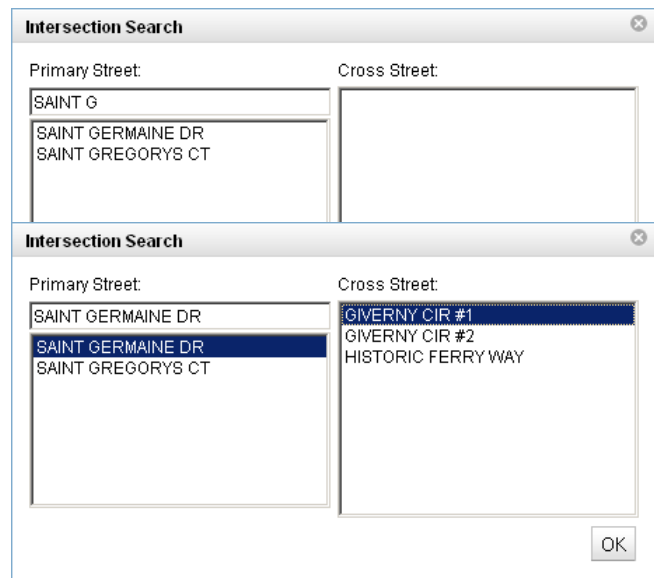 Intersection Search
Primary Street:
Cross Street:
SAINT G
SAINT GERMAINE DR
SAINT GREGORYS CT
Intersection Search
Primary Street:
Cross Street:
SAINT GERMAINE DR
SAINT GERMAINE DR
SAINT GREGORYS CT
GIVERNY CIR #1
GIVERNY CIR #2
HISTORIC FERRY WAY
OK